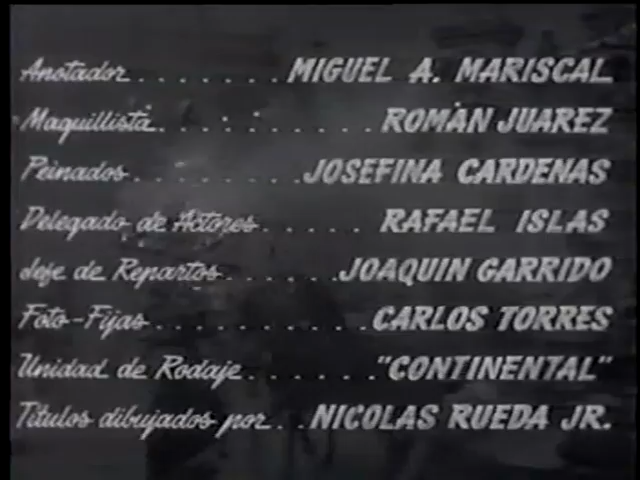 Anotador.......MIGUEL A. MARISCAL
Maquillista..........ROMÁN JUAREZ
Peinados.........JOSEFINA CARDENAS
Delegado de Actores......RAFAEL ISLAS
Jefe de Repartos......JOAQUIN GARRIDO
Foto-Fijas..........CARLOS TORRES
Unidad de Rodaje......."CONTINENTAL"
Titulos dibujados por..NICOLAS RUEDA JR.